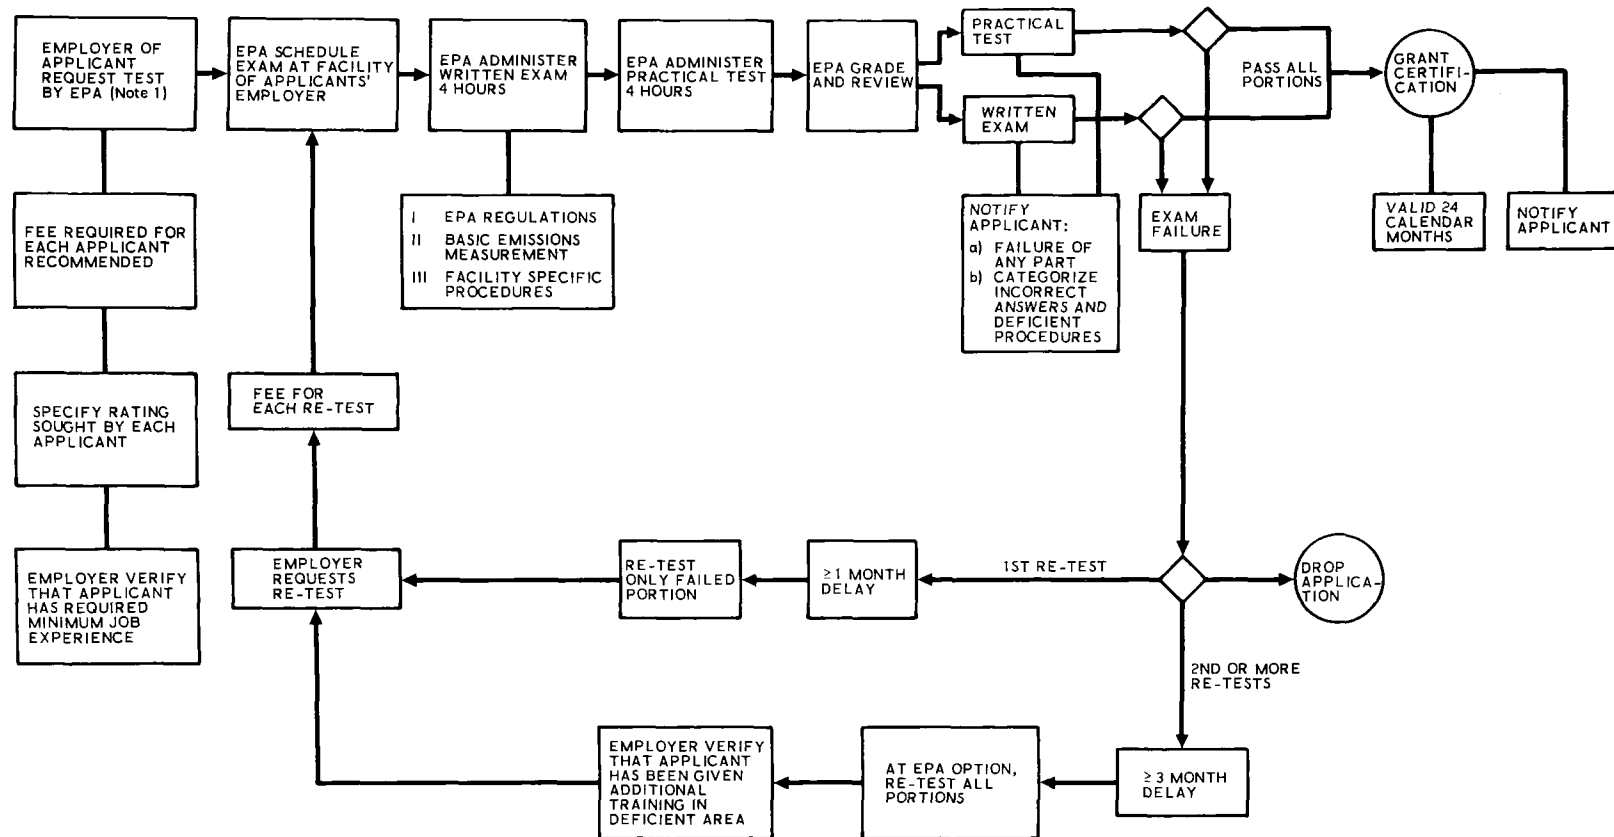 EMPLOYER OF
APPLICANT
REQUEST TEST
BY EPA (Note 1)
EPA SCHEDULE
EXAM AT FACILITY
OF APPLICANTS'
EMPLOYER
EPA ADMINISTER
WRITTEN EXAM
4 HOURS
EPA ADMINISTER
PRACTICAL TEST
4 HOURS
EPA GRADE
AND REVIEW
PRACTICAL
TEST
WRITTEN
EXAM
PASS ALL
PORTIONS
GRANT
CERTIFI-
CATION
FEE REQUIRED FOR
EACH APPLICANT
RECOMMENDED
I EPA REGULATIONS
II BASIC EMISSIONS
MEASUREMENT
III FACILITY SPECIFIC
PROCEDURES
NOTIFY
APPLICANT:
a) FAILURE OF
ANY PART
b) CATEGORIZE
INCORRECT
ANSWERS AND
DEFICIENT
PROCEDURES
EXAM
FAILURE
VALID 24
CALENDAR
MONTHS
NOTIFY
APPLICANT
SPECIFY RATING
SOUGHT BY EACH
APPLICANT
FEE FOR
EACH RE-TEST
EMPLOYER VERIFY
THAT APPLICANT
HAS REQUIRED
MINIMUM JOB
EXPERIENCE
EMPLOYER
REQUESTS
RE-TEST
RE-TEST
ONLY FAILED
PORTION
≥1 MONTH
DELAY
1ST RE-TEST
DROP
APPLICA-
TION
2ND OR MORE
RE-TESTS
EMPLOYER VERIFY
THAT APPLICANT
HAS BEEN GIVEN
ADDITIONAL
TRAINING IN
DEFICIENT AREA
AT EPA OPTION,
RE-TEST ALL
PORTIONS
≥3 MONTH
DELAY